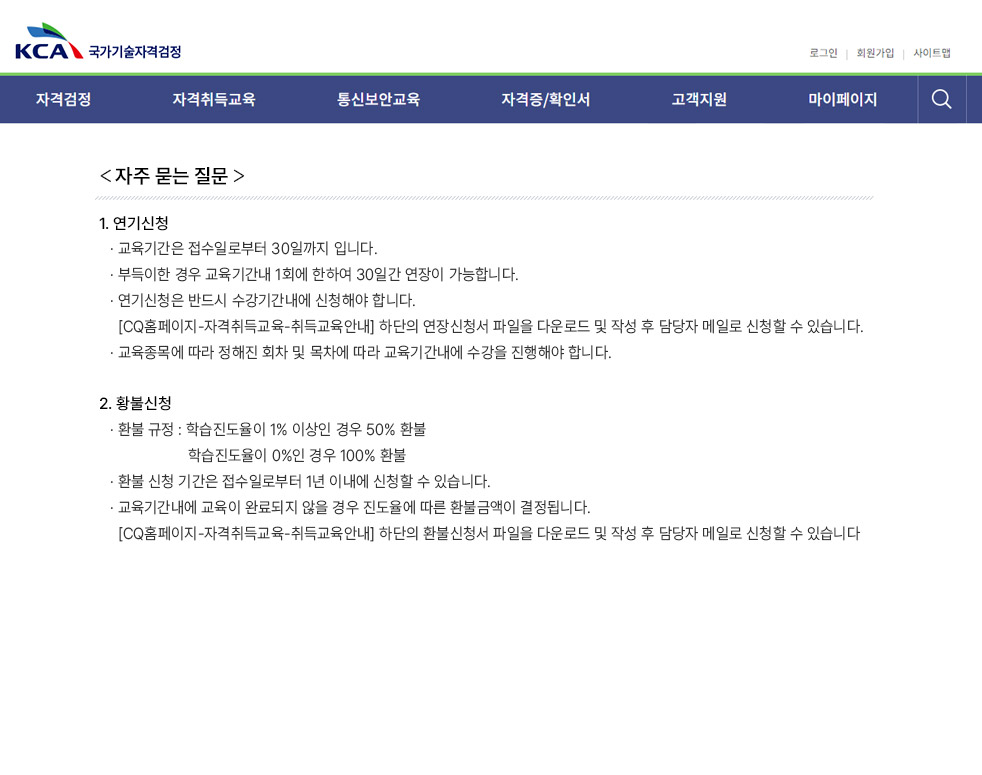 KCA 국가기술자격검정
로그인 | 회원가입 | 사이트맵
자격검정 자격취득교육 통신보안교육 자격증/확인서 고객지원 마이페이지
<자주 묻는 질문>
1. 연기신청
· 교육기간은 접수일로부터 30일까지 입니다.
· 부득이한 경우 교육기간내 1회에 한하여 30일간 연장이 가능합니다.
· 연기신청은 반드시 수강기간내에 신청해야 합니다.
[CQ홈페이지-자격취득교육-취득교육안내] 하단의 연장신청서 파일을 다운로드 및 작성 후 담당자 메일로 신청할 수 있습니다.
· 교육종목에 따라 정해진 회차 및 목차에 따라 교육기간내에 수강을 진행해야 합니다.
2. 황불신청
· 환불 규정 : 학습진도율이 1% 이상인 경우 50% 환불
학습진도율이 0%인 경우 100% 환불
· 환불 신청 기간은 접수일로부터 1년 이내에 신청할 수 있습니다.
· 교육기간내에 교육이 완료되지 않을 경우 진도율에 따른 환불금액이 결정됩니다.
[CQ홈페이지-자격취득교육-취득교육안내] 하단의 환불신청서 파일을 다운로드 및 작성 후 담당자 메일로 신청할 수 있습니다